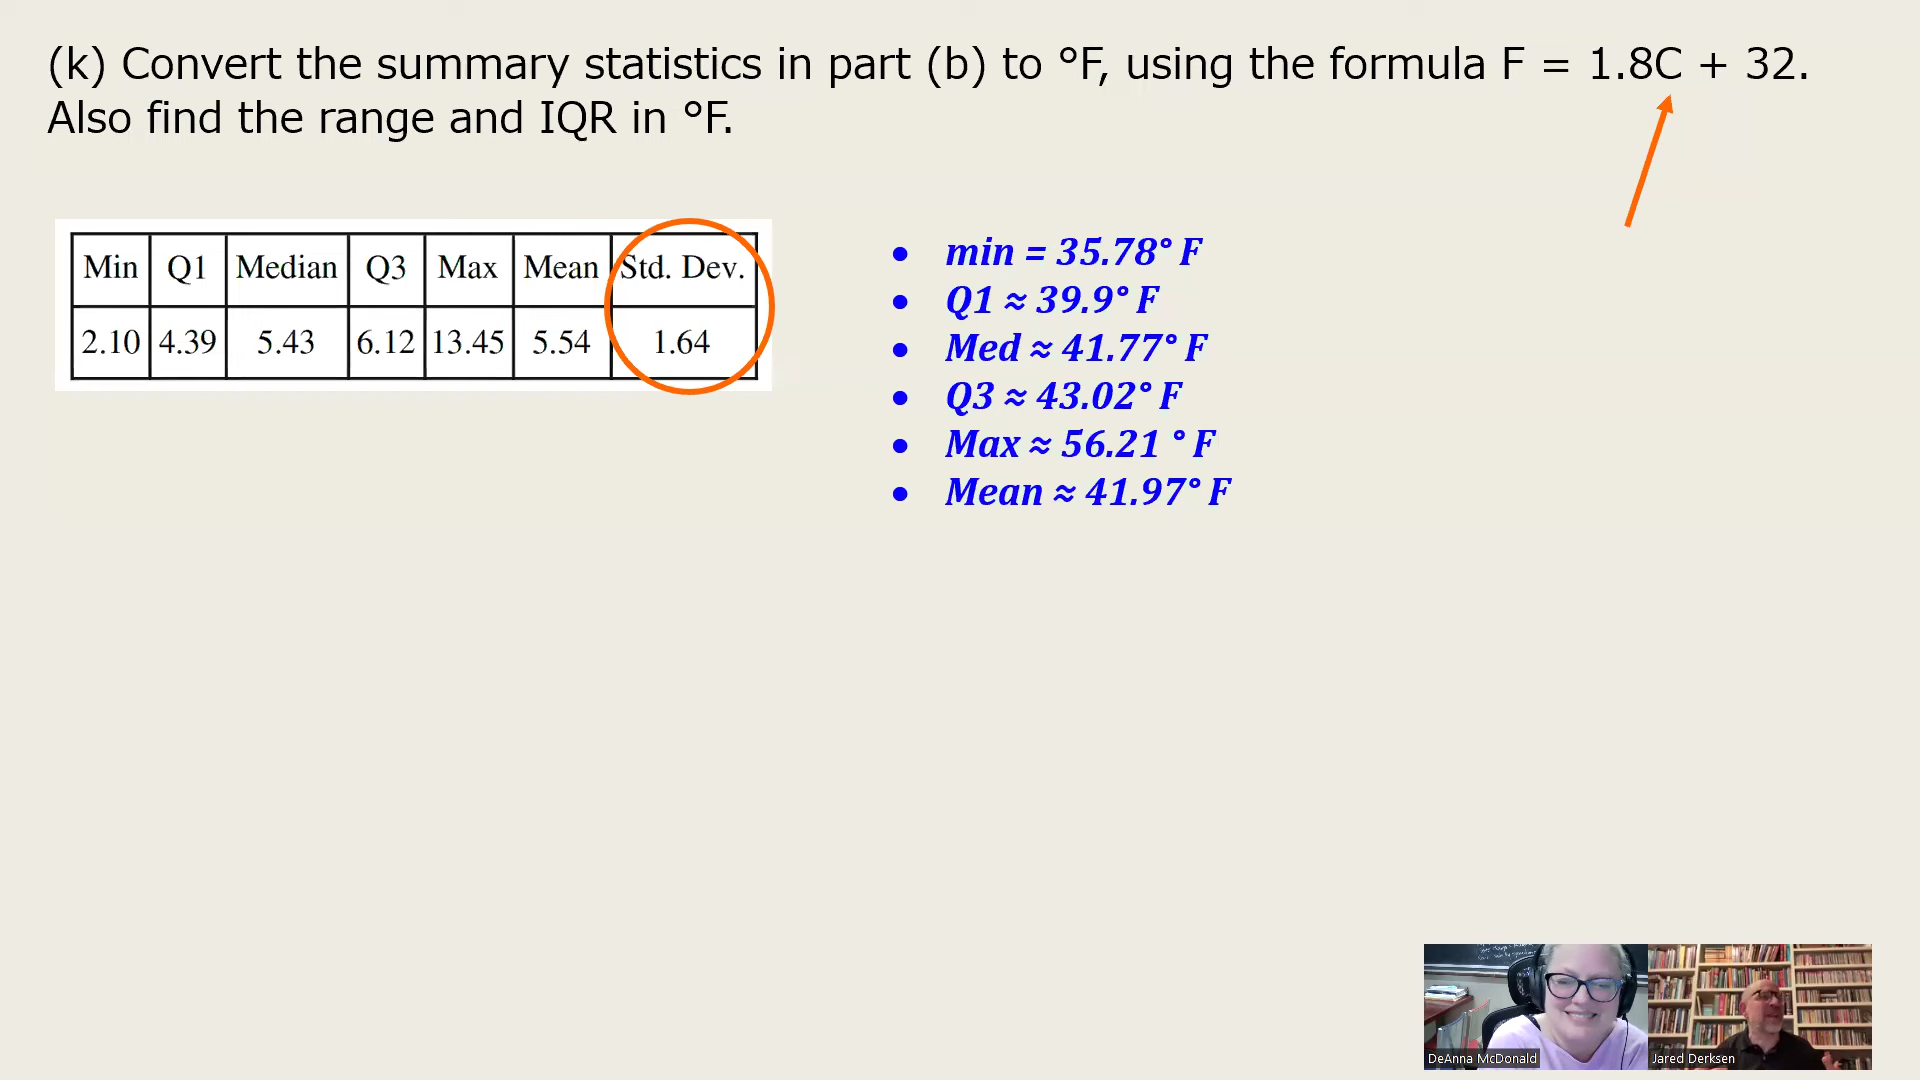 (k) Convert the summary statistics in part (b) to °F, using the formula F = 1.8C + 32.
Also find the range and IQR in °F.
Min Q1 Median Q3 Max Mean Std. Dev.
2.10 4.39 5.43 6.12 13.45 5.54 1.64
• min = 35.78° F
• Q1 ≈ 39.9° F
• Med ≈ 41.77° F
• Q3 ≈ 43.02° F
• Max ≈ 56.21 ° F
• Mean ≈ 41.97° F
DeAnna McDonald
Jared Derksen